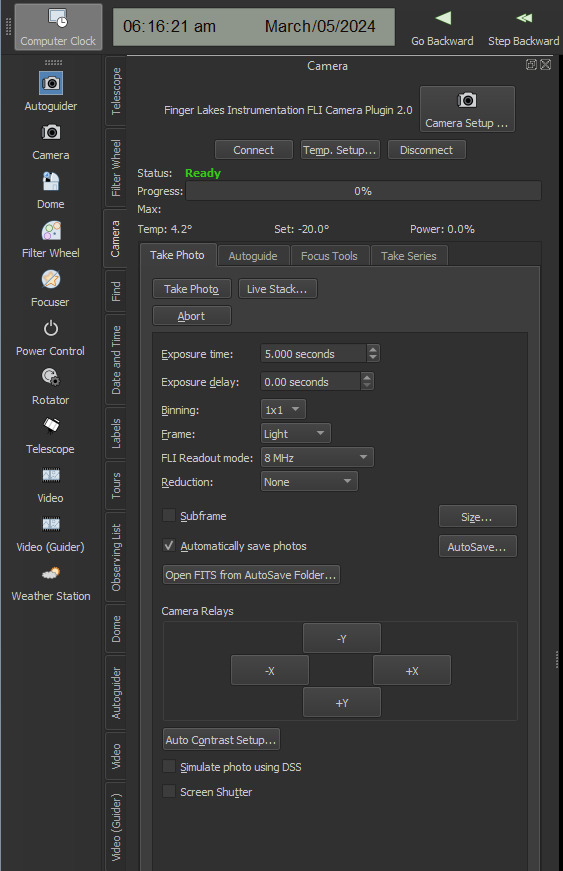 Computer Clock
06:16:21 am March/05/2024
Go Backward
Step Backward
Autoguider
Camera
Dome
Filter Wheel
Focuser
Power Control
Rotator
Telescope
Video
Video (Guider)
Weather Station
Telescope
Filter Wheel
Camera
Find
Date and Time
Labels
Tours
Observing List
Dome
Autoguider
Video
Video (Guider)
Camera
Finger Lakes Instrumentation FLI Camera Plugin 2.0
Camera Setup ...
Connect
Temp. Setup...
Disconnect
Status: Ready
Progress: 0%
Max:
Temp: 4.2° Set: -20.0° Power: 0.0%
Take Photo
Autoguide
Focus Tools
Take Series
Take Photo
Live Stack...
Abort
Exposure time: 5.000 seconds
Exposure delay: 0.00 seconds
Binning: 1x1
Frame: Light
FLI Readout mode: 8 MHz
Reduction: None
Subframe
Size...
Automatically save photos
AutoSave...
Open FITS from AutoSave Folder...
Camera Relays
-Y
-X
+X
+Y
Auto Contrast Setup...
Simulate photo using DSS
Screen Shutter